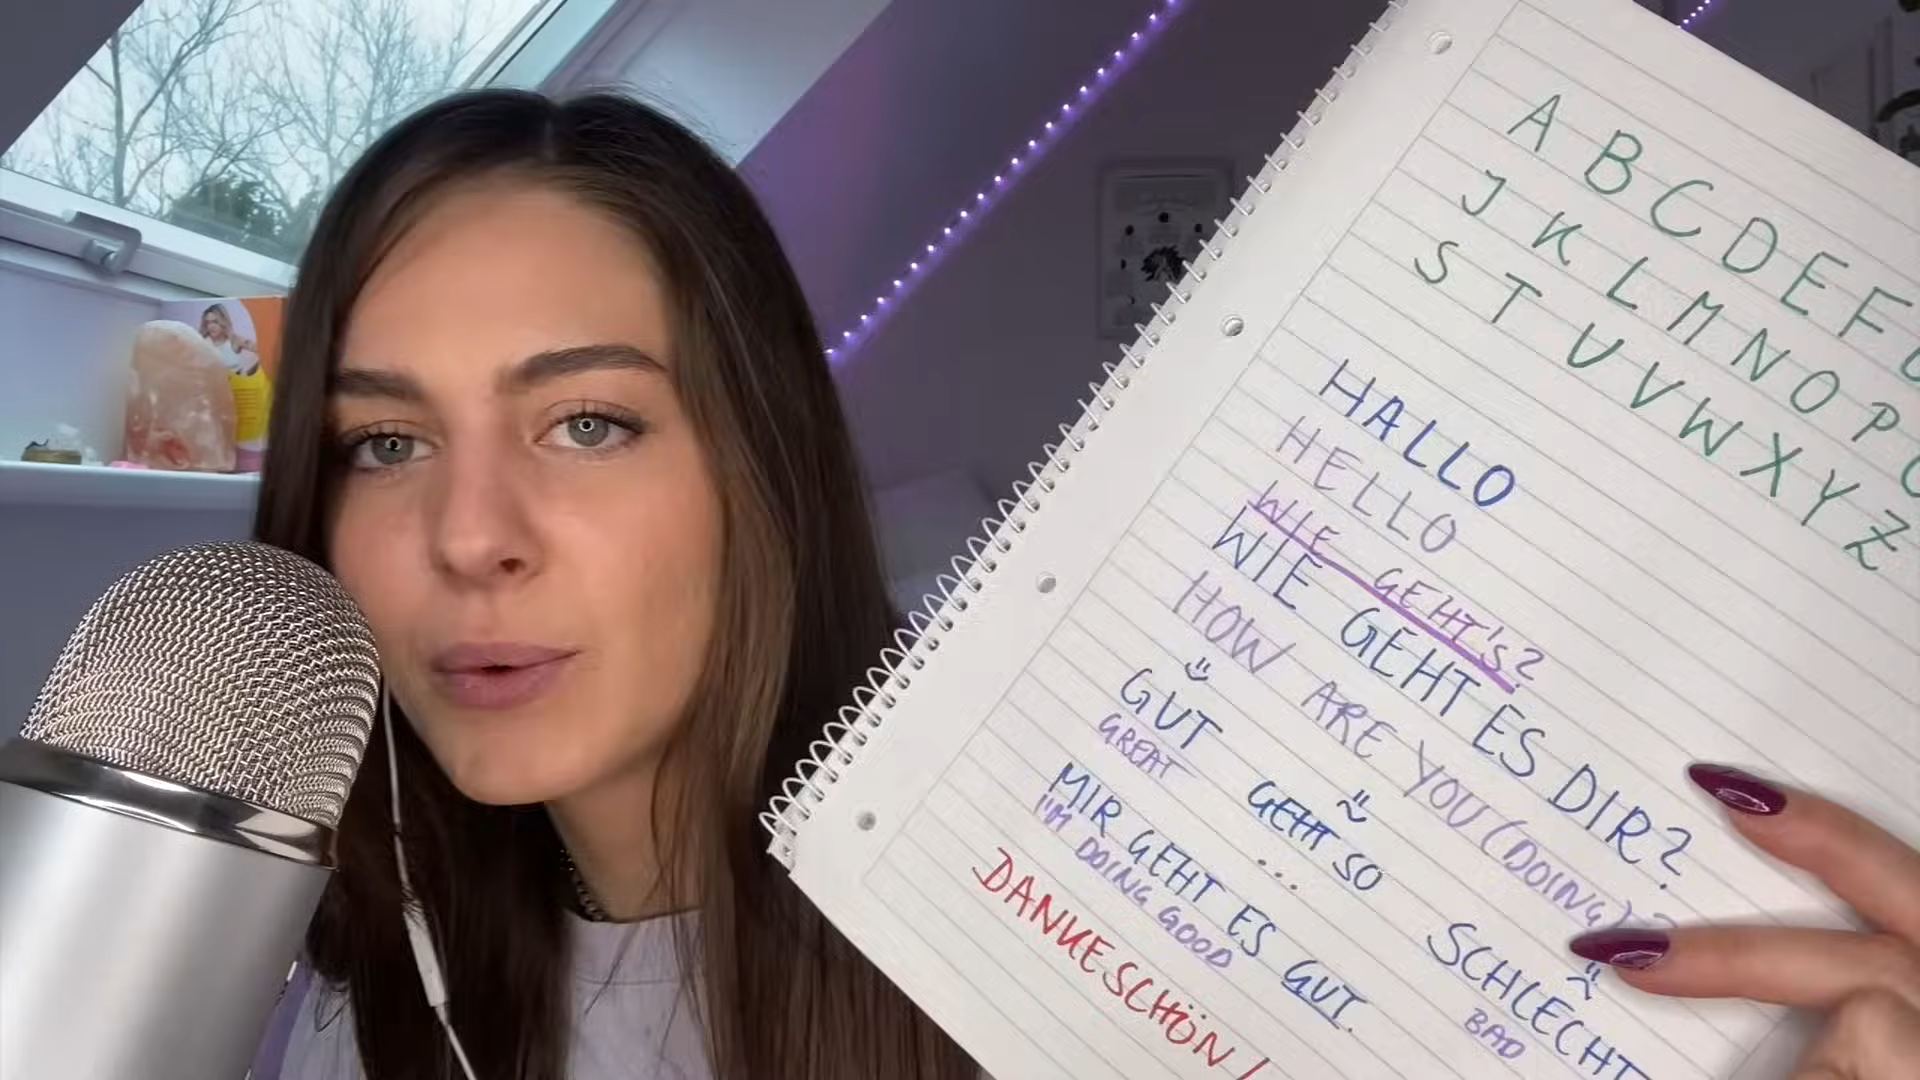 A B C D E F
J K L M N O P
S T U V W X Y Z
HALLO
HELLO
WIE GEHT'S?
WIE GEHT ES DIR?
HOW ARE YOU (DOING)?
GUT GEHT SO SCHLECHT
GREAT ... BAD
MIR GEHT ES GUT.
I'M DOING GOOD
DANKESCHÖN /